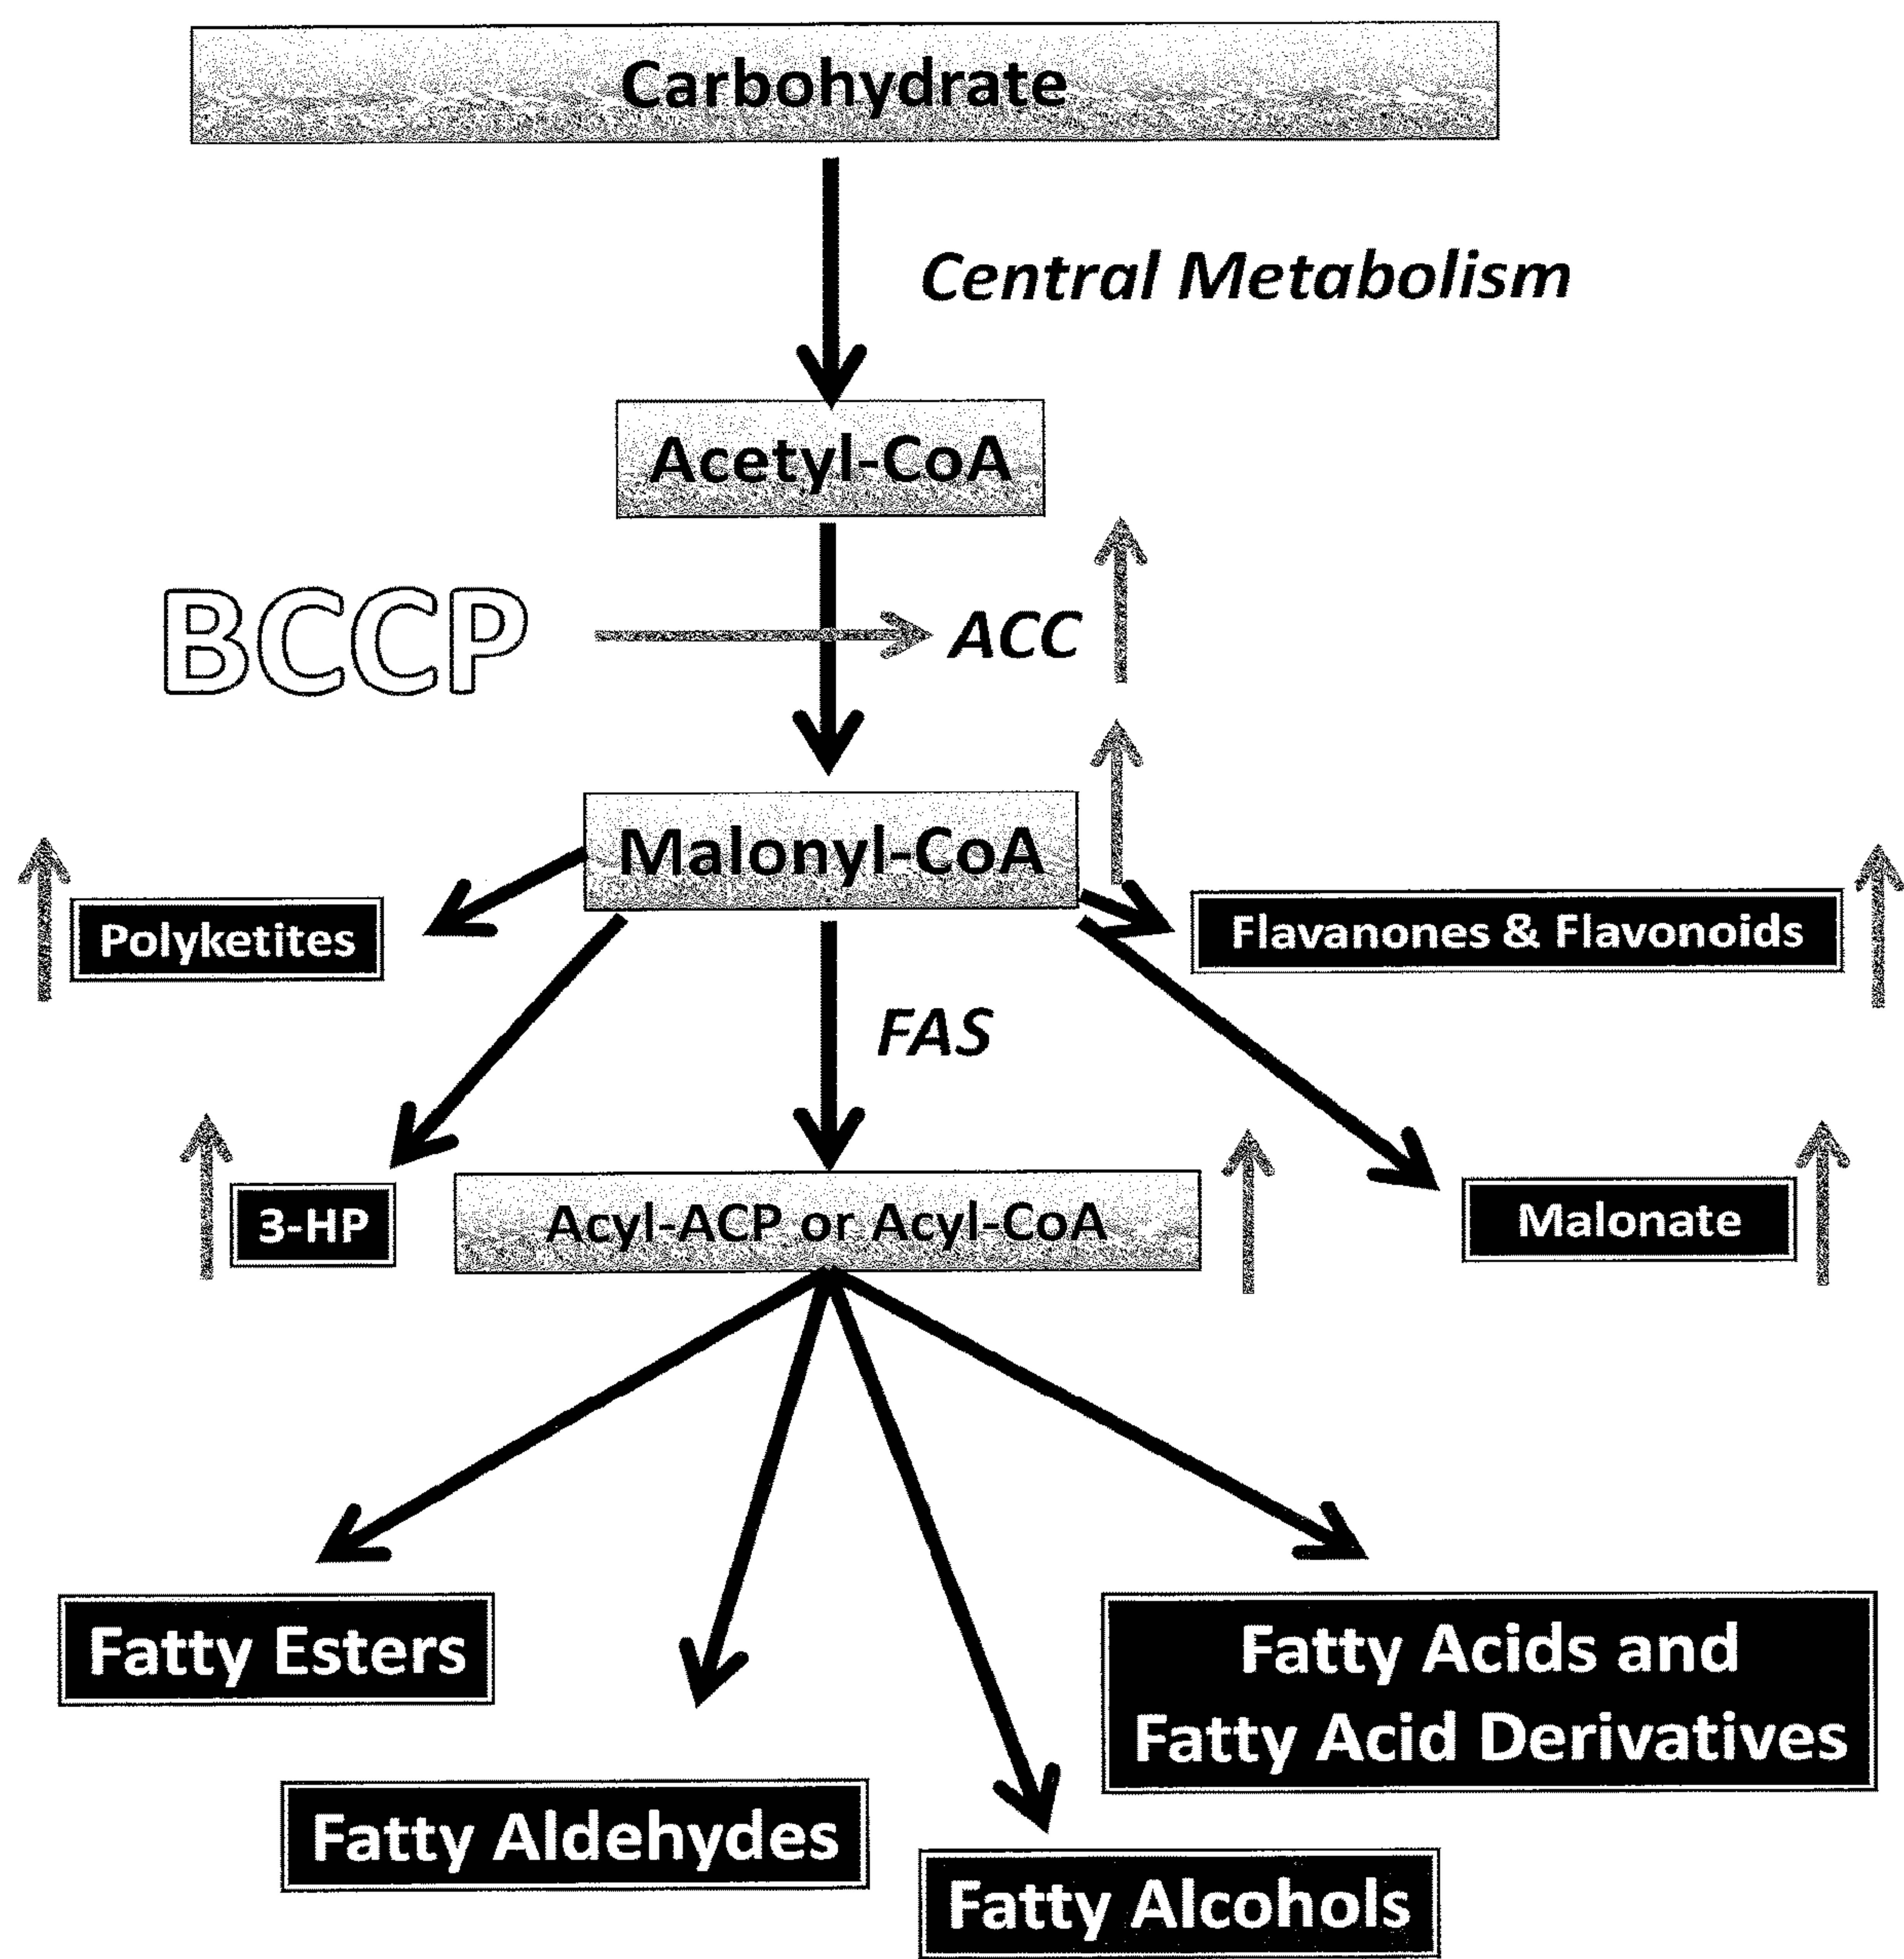 Carbohydrate
Central Metabolism
Acetyl-CoA
BCCP
ACC
Malonyl-CoA
Polyketites
Flavanones & Flavonoids
FAS
3-HP
Acyl-ACP or Acyl-CoA
Malonate
Fatty Esters
Fatty Acids and
Fatty Acid Derivatives
Fatty Aldehydes
Fatty Alcohols